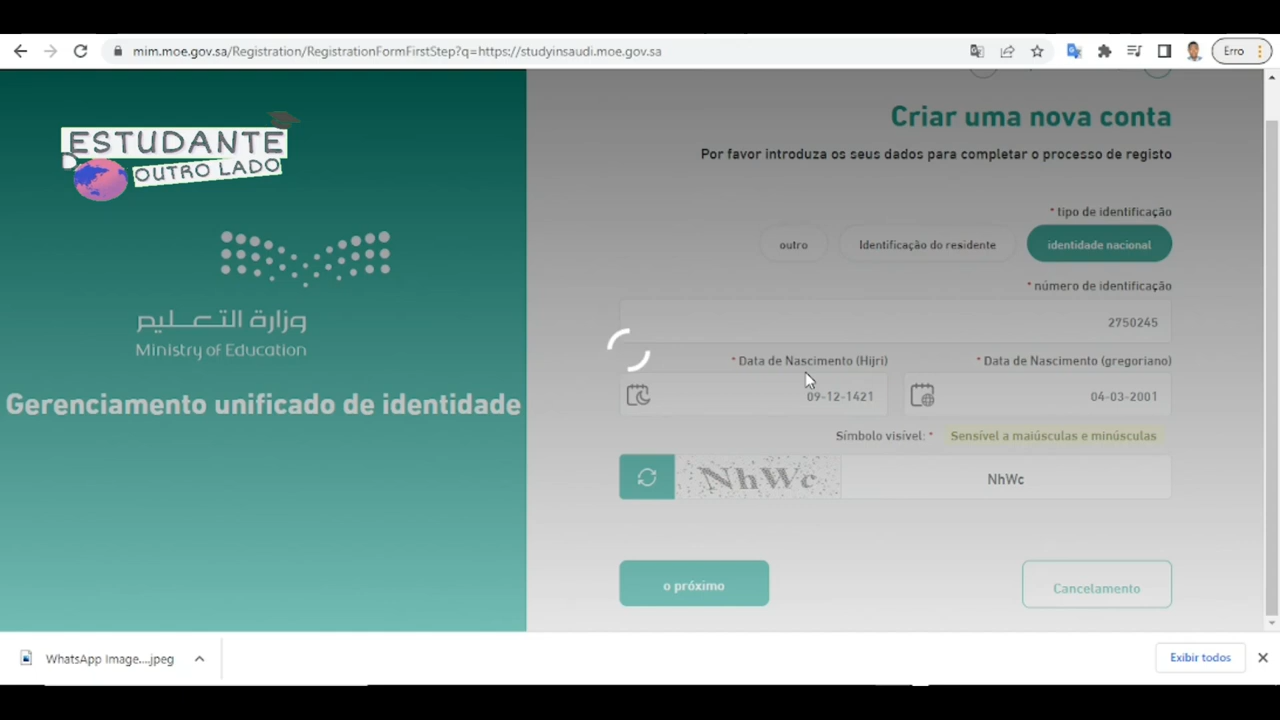 mim.moe.gov.sa/Registration/RegistrationFormFirstStep?q=https://studyinsaudi.moe.gov.sa
Erro
ESTUDANTE
DO OUTRO LADO
وزارة التعليم
Ministry of Education
Gerenciamento unificado de identidade
Criar uma nova conta
Por favor introduza os seus dados para completar o processo de registo
* tipo de identificação
outro
Identificação do residente
identidade nacional
* número de identificação
2750245
* Data de Nascimento (Hijri)
* Data de Nascimento (gregoriano)
09-12-1421
04-03-2001
Símbolo visível: *
Sensível a maiúsculas e minúsculas
NhWc
NhWc
o próximo
Cancelamento
WhatsApp Image....jpeg
Exibir todos